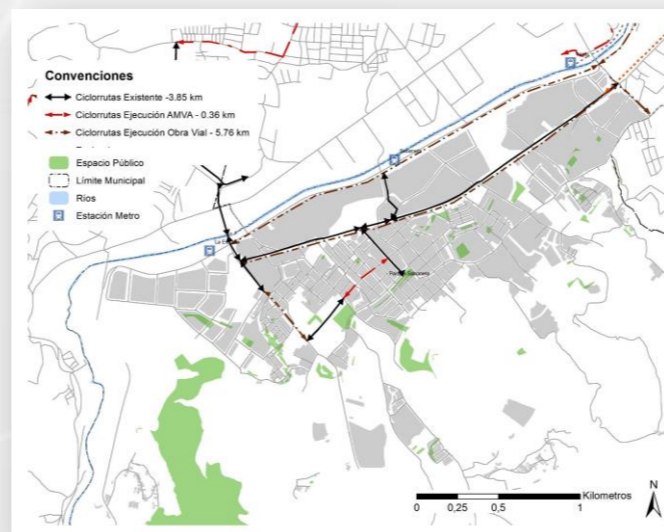 Convenciones
Ciclorrutas Existente -3.85 km
Ciclorrutas Ejecución AMVA - 0.36 km
Ciclorrutas Ejecución Obra Vial - 5.76 km
Espacio Público
Límite Municipal
Ríos
Estación Metro
Kilometros
0 0,25 0,5 1
N